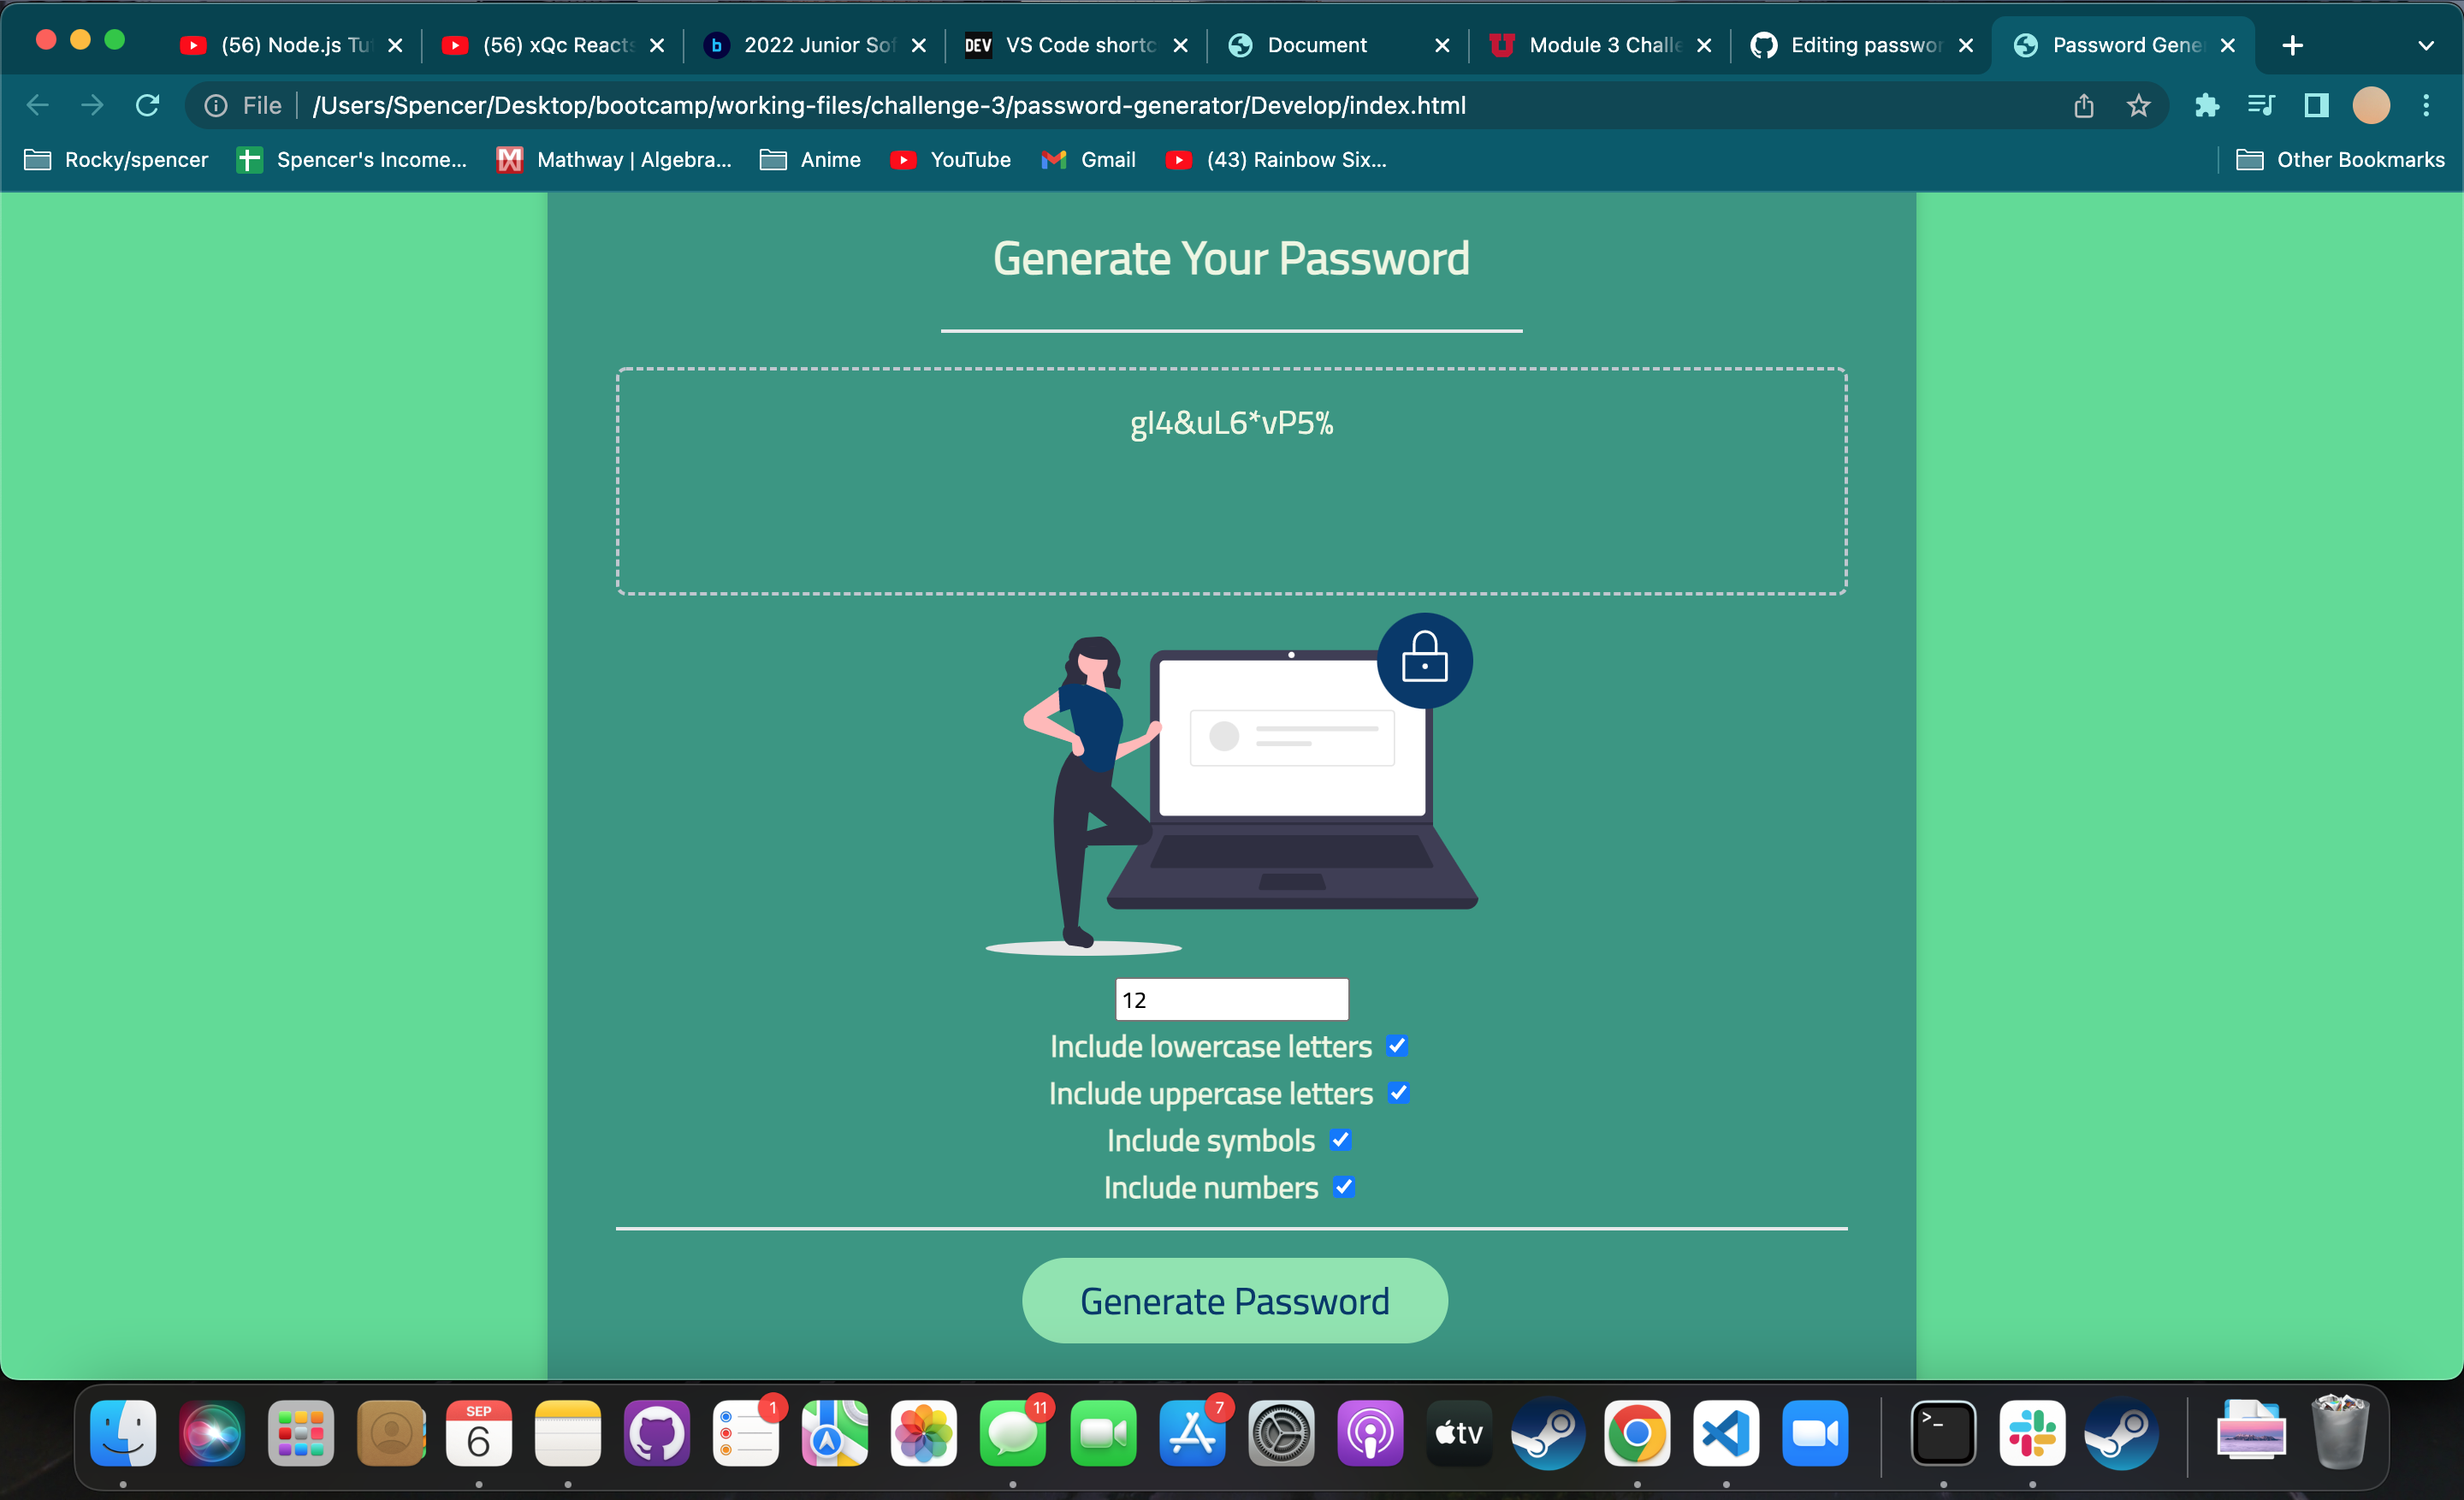 (56) Node.js Tu
(56) xQc Reacts
b
2022 Junior Sof
DEV
VS Code shortc
Document
Module 3 Challe
Editing passwor
Password Gene
File
/Users/Spencer/Desktop/bootcamp/working-files/challenge-3/password-generator/Develop/index.html
Rocky/spencer
Spencer's Income...
Mathway | Algebra...
Anime
YouTube
Gmail
(43) Rainbow Six...
Other Bookmarks
Generate Your Password
gI4&uL6*vP5%
12
Include lowercase letters
Include uppercase letters
Include symbols
Include numbers
Generate Password
SEP
6
1
11
7
tv
>_